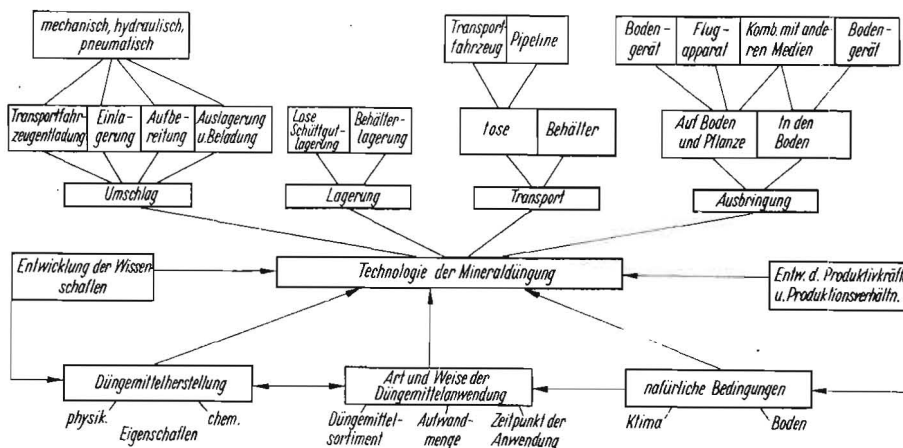 mechanisch, hydraulisch,
pneumatisch
Transport-
fahrzeug
Pipeline
Boden-
gerät
Flug-
apparat
Komb. mit ande
ren Medien
Boden-
gerät
Transportfahr-
zeugentladung
Einla-
gerung
Aufbe-
reitung
Auslagerung
u. Beladung
Lose
Schüttgut-
lagerung
Behälter-
lagerung
lose
Behälter
Auf Boden
und Pflanze
In den
Boden
Umschlag
Lagerung
Transport
Ausbringung
Entwicklung der Wissen-
schaften
Technologie der Mineraldüngung
Entw. d. Produktivkräft
u. Produktionsverhältn.
Düngemittelherstellung
Art und Weise der
Düngemittelanwendung
natürliche Bedingungen
physik.
chem.
Eigenschaften
Düngemittel-
sortiment
Aufwand-
menge
Zeitpunkt der
Anwendung
Klima
Boden